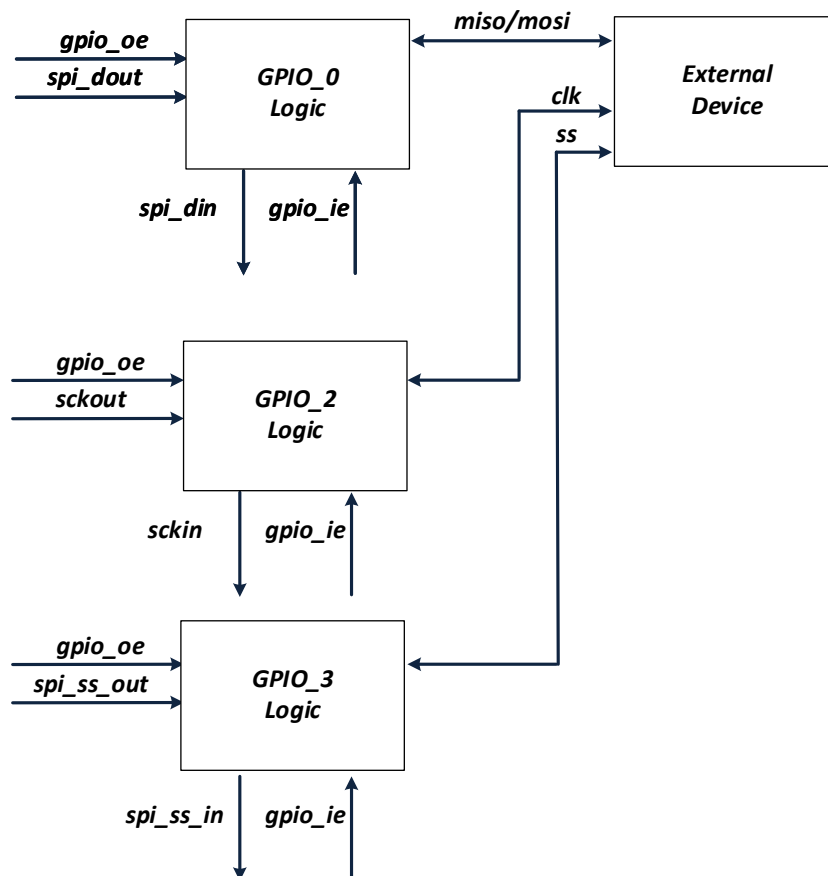 miso/mosi
gpio_oe
spi_dout
GPIO_0
Logic
External
Device
clk
ss
spi_din
gpio_ie
gpio_oe
sckout
GPIO_2
Logic
sckin
gpio_ie
gpio_oe
spi_ss_out
GPIO_3
Logic
spi_ss_in
gpio_ie